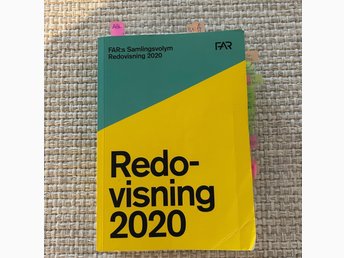 FAR:s Samlingsvolym
Redovisning 2020
FAR
Redo-
visning
2020